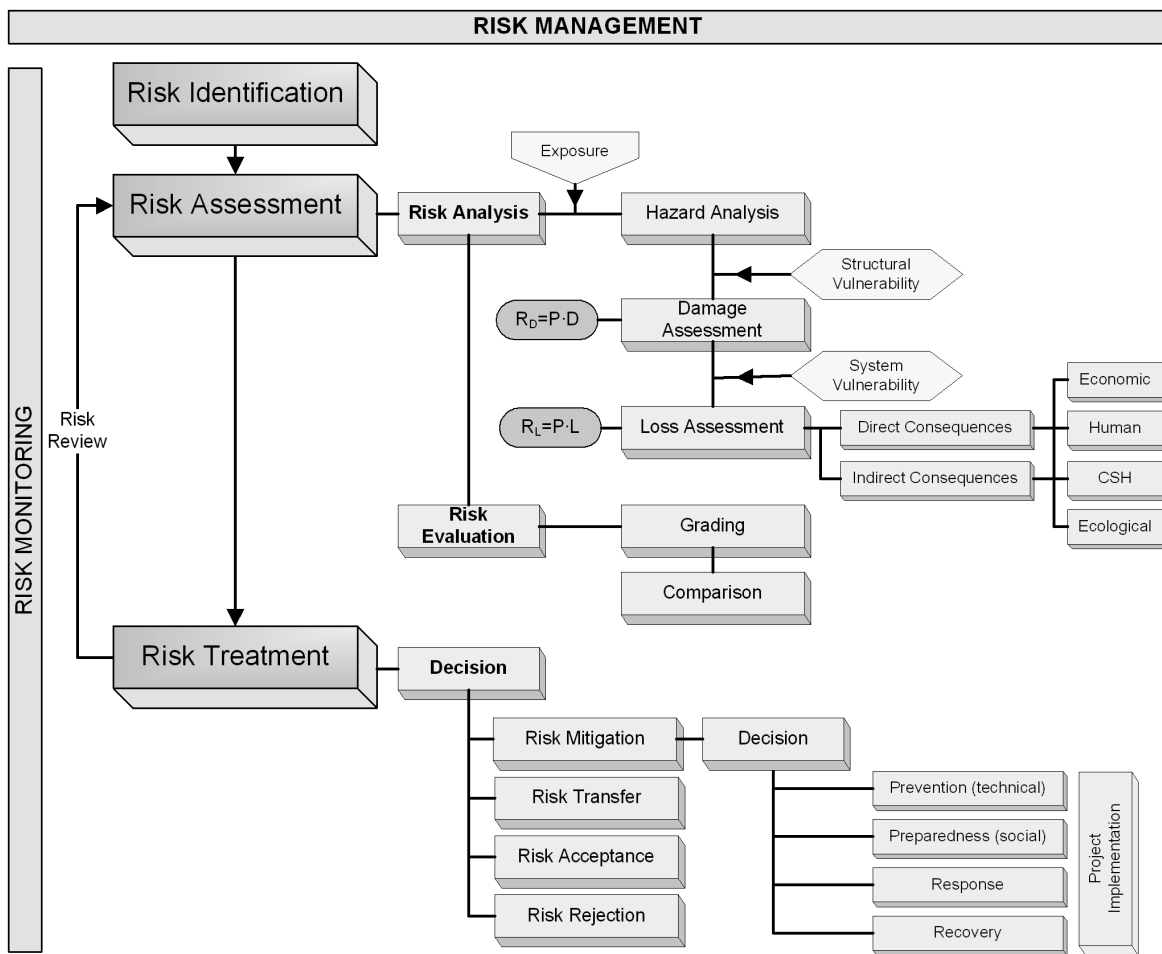 RISK MANAGEMENT
RISK MONITORING
Risk Identification
Exposure
Risk Assessment
Risk Analysis
Hazard Analysis
Structural
Vulnerability
R_D=P·D
Damage
Assessment
System
Vulnerability
Economic
Risk
Review
R_L=P·L
Loss Assessment
Direct Consequences
Human
Indirect Consequences
CSH
Risk
Evaluation
Grading
Ecological
Comparison
Risk Treatment
Decision
Risk Mitigation
Decision
Risk Transfer
Prevention (technical)
Risk Acceptance
Preparedness (social)
Risk Rejection
Response
Recovery
Project
Implementation